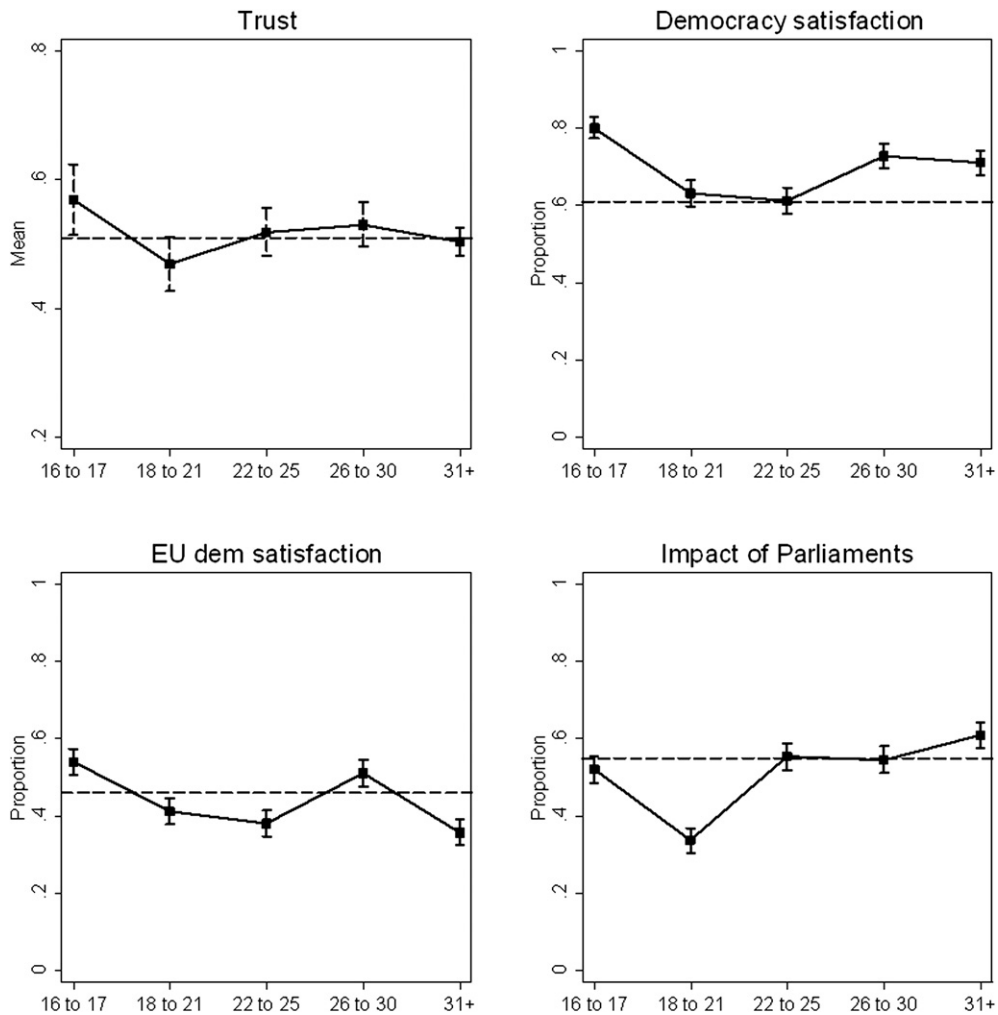 Trust
Mean
.8
.6
.4
.2
16 to 17 18 to 21 22 to 25 26 to 30 31+
Democracy satisfaction
Proportion
1
.8
.6
.4
.2
0
16 to 17 18 to 21 22 to 25 26 to 30 31+
EU dem satisfaction
Proportion
1
.8
.6
.4
.2
0
16 to 17 18 to 21 22 to 25 26 to 30 31+
Impact of Parliaments
Proportion
1
.8
.6
.4
.2
0
16 to 17 18 to 21 22 to 25 26 to 30 31+